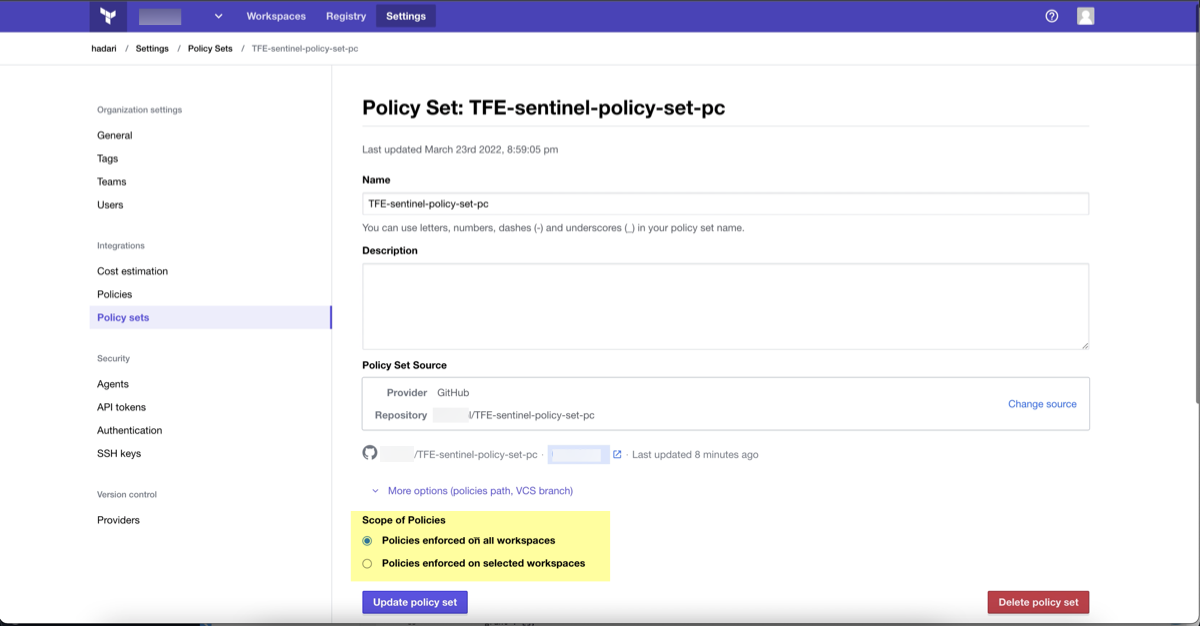 Workspaces Registry Settings
hadari / Settings / Policy Sets / TFE-sentinel-policy-set-pc
Organization settings
General
Tags
Teams
Users
Integrations
Cost estimation
Policies
Policy sets
Security
Agents
API tokens
Authentication
SSH keys
Version control
Providers
Policy Set: TFE-sentinel-policy-set-pc
Last updated March 23rd 2022, 8:59:05 pm
Name
TFE-sentinel-policy-set-pc
You can use letters, numbers, dashes (-) and underscores (_) in your policy set name.
Description
Policy Set Source
Provider GitHub
Repository /TFE-sentinel-policy-set-pc
Change source
/TFE-sentinel-policy-set-pc · · Last updated 8 minutes ago
More options (policies path, VCS branch)
Scope of Policies
Policies enforced on all workspaces
Policies enforced on selected workspaces
Update policy set
Delete policy set